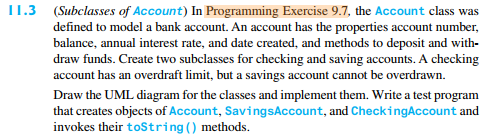 11.3 (Subclasses of Account) In Programming Exercise 9.7, the Account class was
defined to model a bank account. An account has the properties account number,
balance, annual interest rate, and date created, and methods to deposit and with-
draw funds. Create two subclasses for checking and saving accounts. A checking
account has an overdraft limit, but a savings account cannot be overdrawn.
Draw the UML diagram for the classes and implement them. Write a test program
that creates objects of Account, SavingsAccount, and CheckingAccount and
invokes their toString() methods.